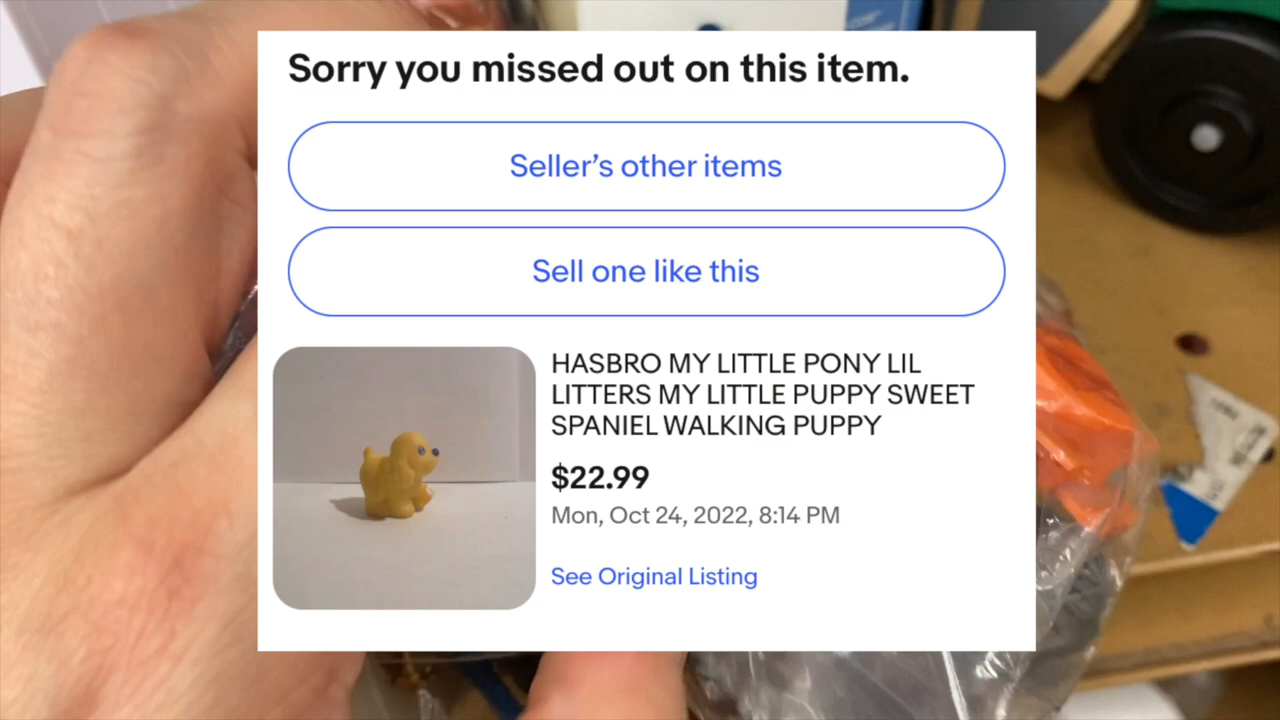 Sorry you missed out on this item.
Seller's other items
Sell one like this
HASBRO MY LITTLE PONY LIL
LITTERS MY LITTLE PUPPY SWEET
SPANIEL WALKING PUPPY
$22.99
Mon, Oct 24, 2022, 8:14 PM
See Original Listing